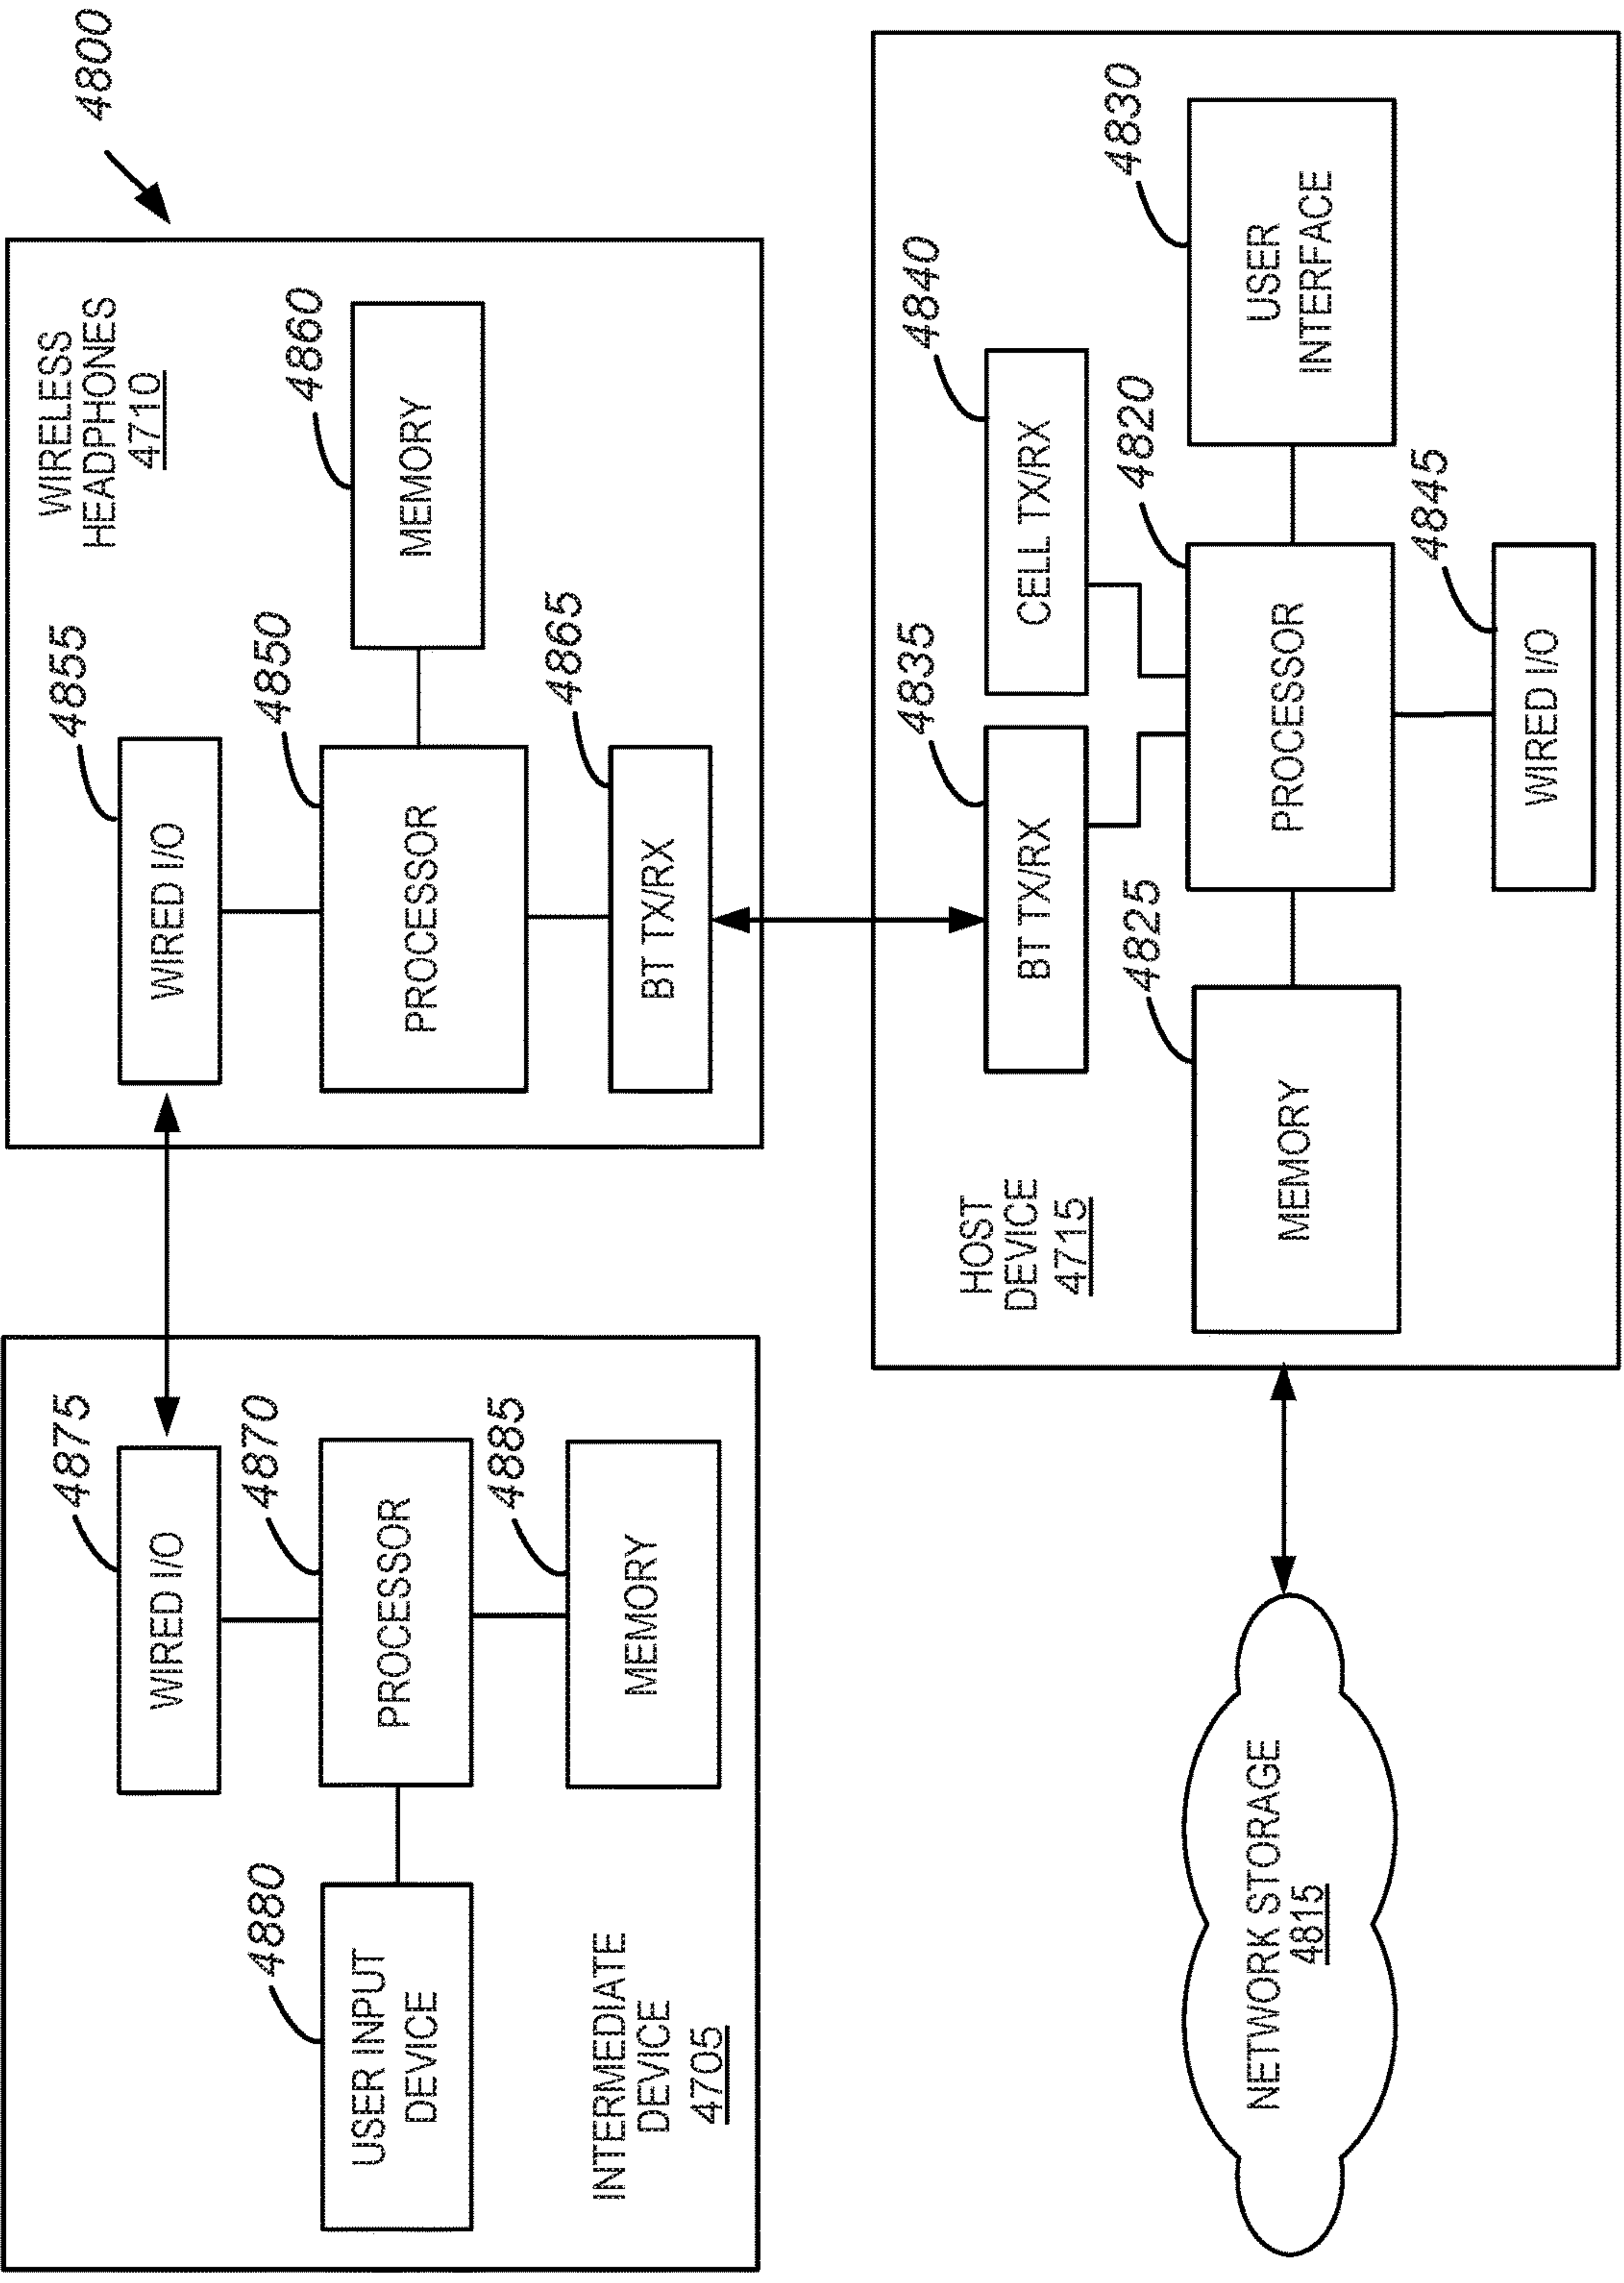 4800
INTERMEDIATE
DEVICE
4705
4875
WIRED I/O
4870
PROCESSOR
4880
USER INPUT
DEVICE
4885
MEMORY
WIRELESS
HEADPHONES
4710
4855
WIRED I/O
4850
PROCESSOR
4860
MEMORY
4865
BT TX/RX
NETWORK STORAGE
4815
HOST
DEVICE
4715
4835
BT TX/RX
4840
CELL TX/RX
4825
MEMORY
4820
PROCESSOR
4830
USER
INTERFACE
4845
WIRED I/O